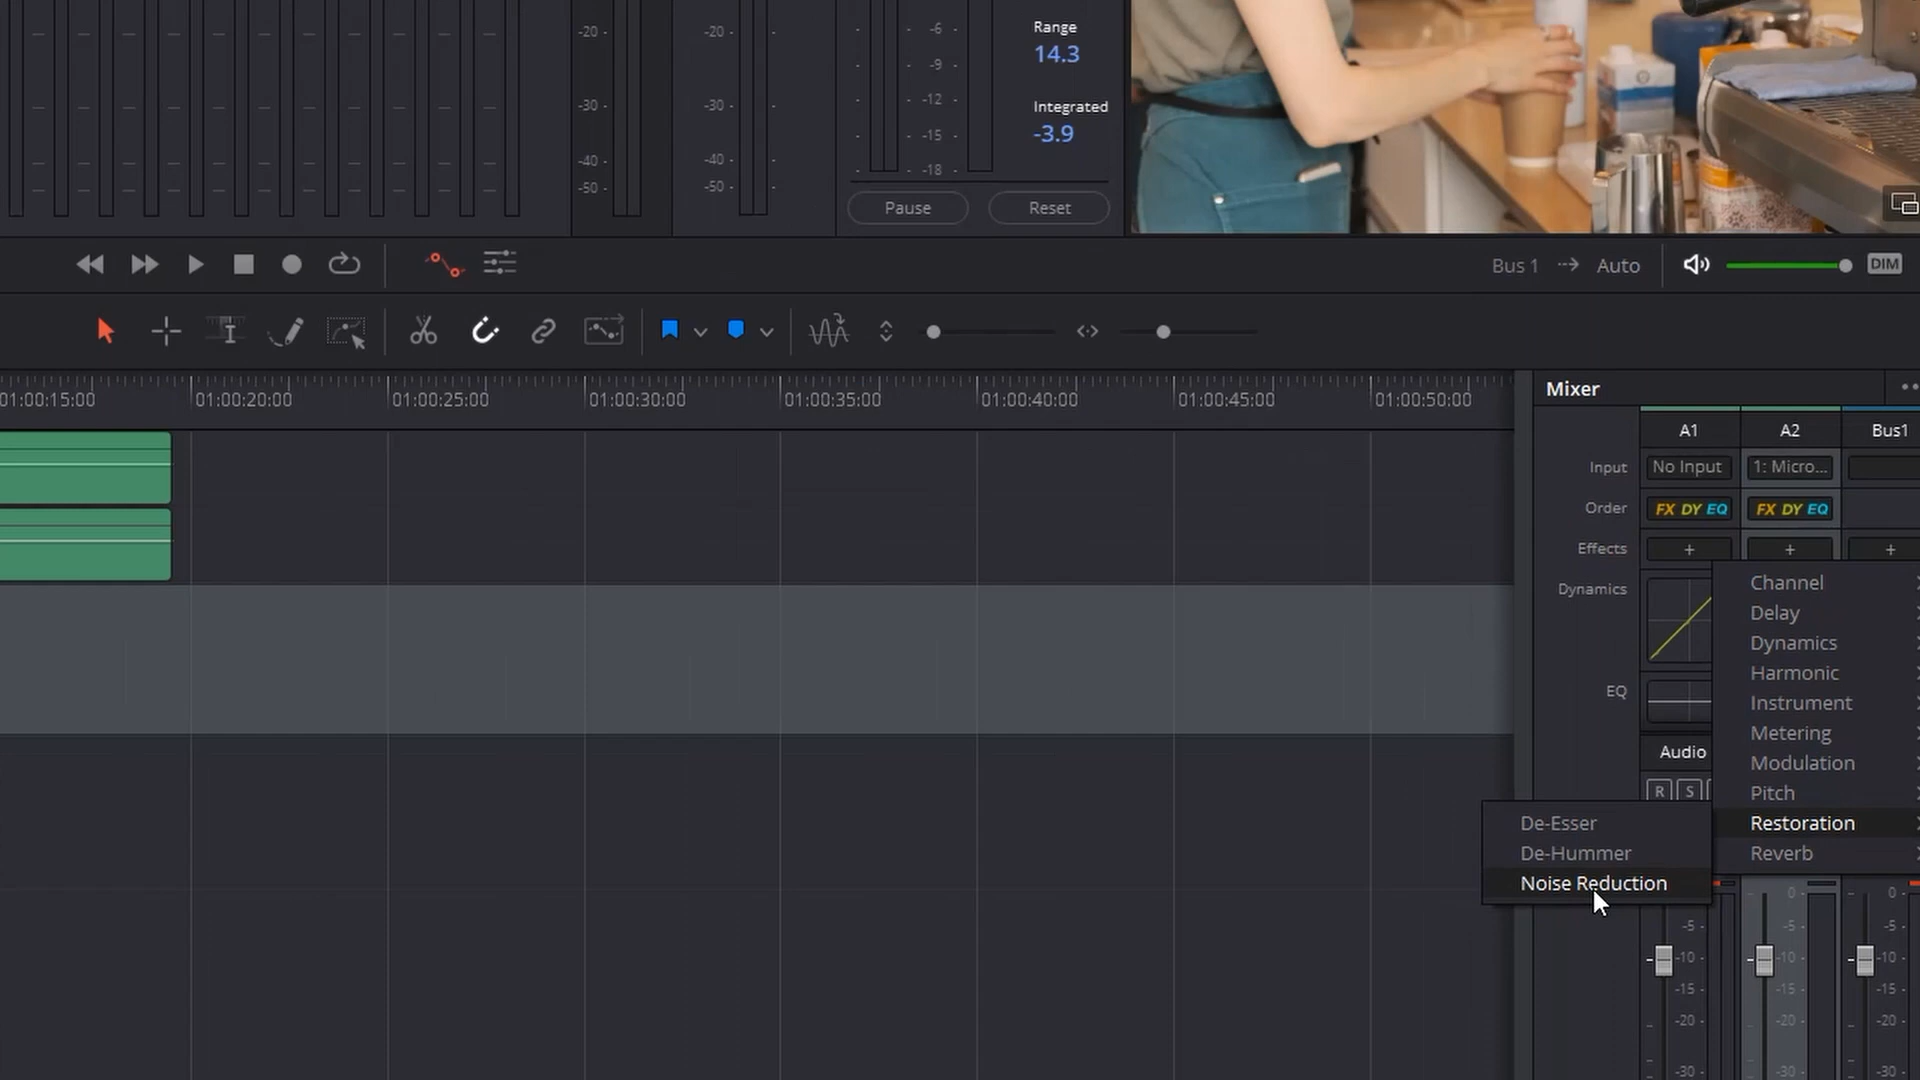 -20 -
-20 -
-6 -
Range
14.3
-9 -
-30 -
-30 -
-12 -
Integrated
-3.9
-15 -
-40 -
-40 -
-18 -
-50 -
-50 -
Pause
Reset
Bus 1
Auto
DIM
01:00:15:00
01:00:20:00
01:00:25:00
01:00:30:00
01:00:35:00
01:00:40:00
01:00:45:00
01:00:50:00
Mixer
A1
A2
Bus1
Input
No Input
1: Micro...
Order
FX DY EQ
FX DY EQ
Effects
+
+
+
Dynamics
EQ
Audio
R
S
Channel
Delay
Dynamics
Harmonic
Instrument
Metering
Modulation
Pitch
Restoration
Reverb
De-Esser
De-Hummer
Noise Reduction
0 -
0 -
-5 -
-5 -
-5 -
-10 -
-10 -
-10 -
-15 -
-15 -
-15 -
-20 -
-20 -
-20 -
-30 -
-30 -
-30 -